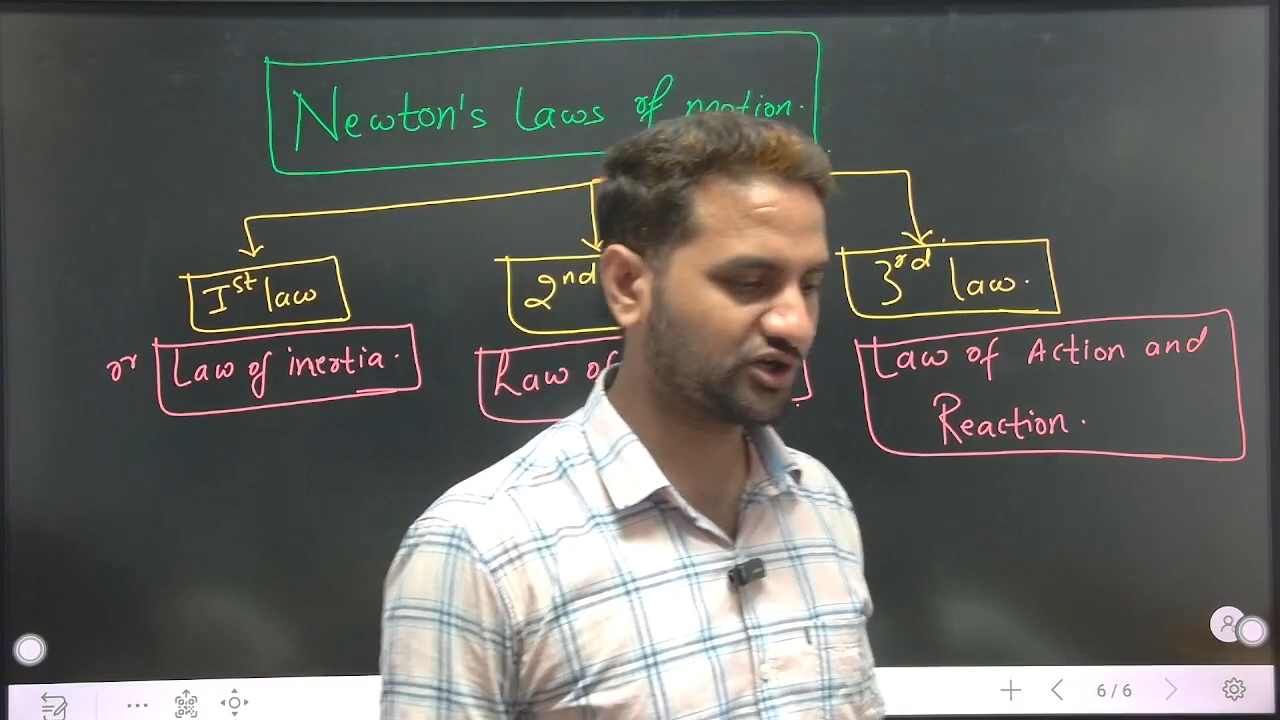 Newton's Laws of motion.
Ist law
2nd
3rd law.
or Law of inertia.
Law of
Law of Action and
Reaction.
6/6